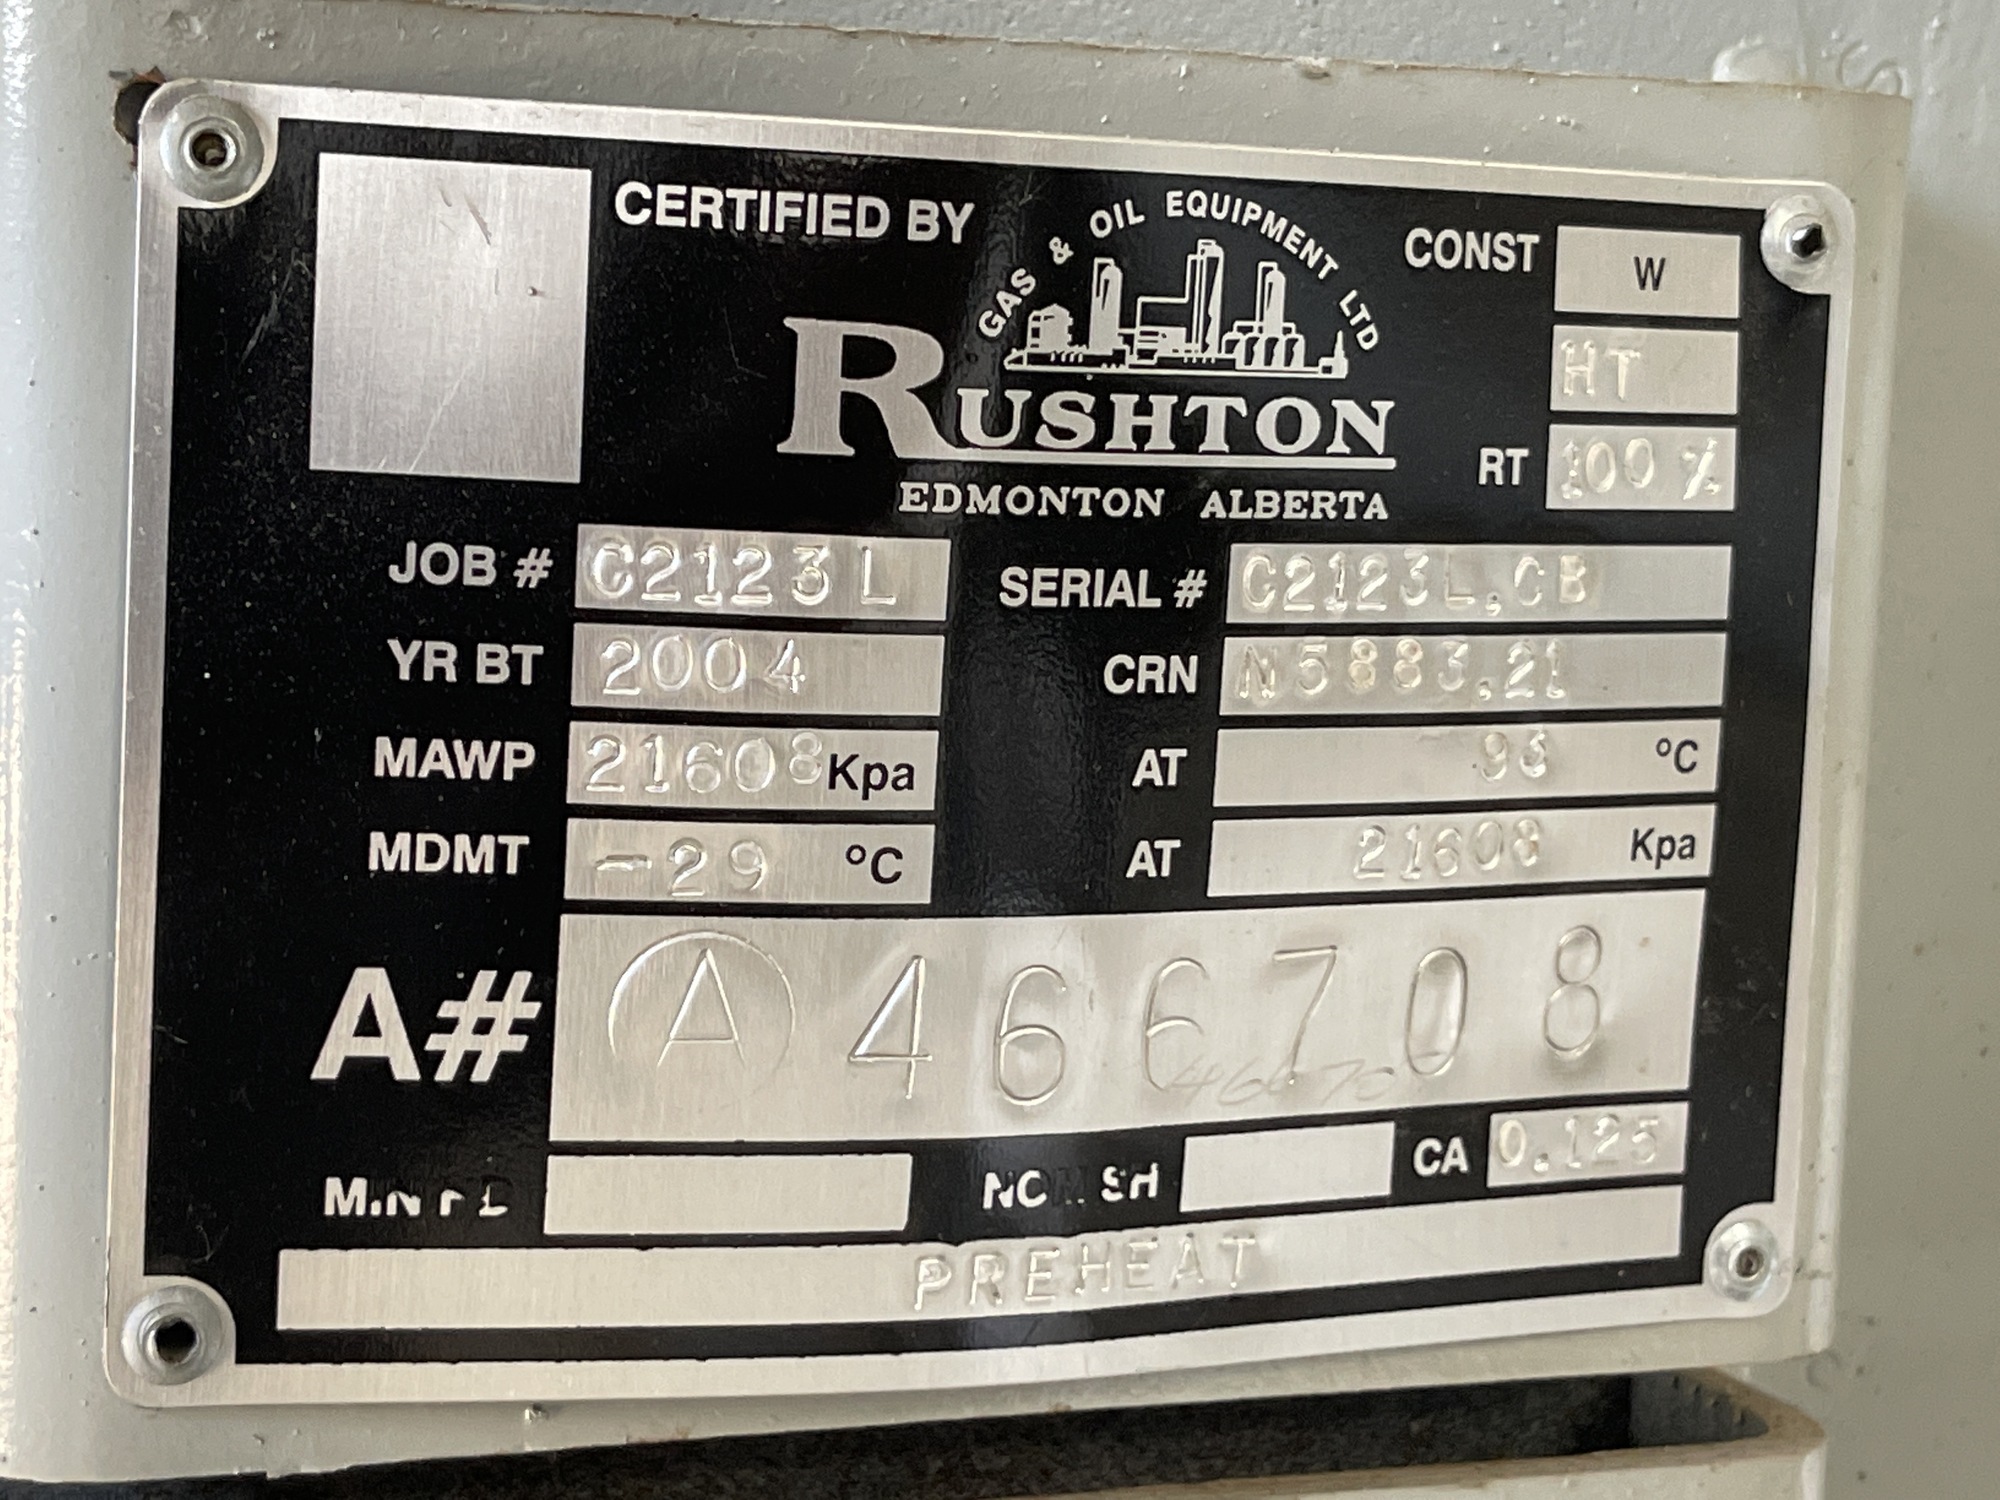 CERTIFIED BY
GAS & OIL EQUIPMENT LTD
RUSHTON
EDMONTON ALBERTA
CONST W
HT
RT 100 %
JOB # C2123L
SERIAL # C2123L.CB
YR BT 2004
CRN N5883.21
MAWP 21608 Kpa
AT °C
MDMT -29 °C
AT 21608 Kpa
A# A 466708
CA 0.125
PREHEAT